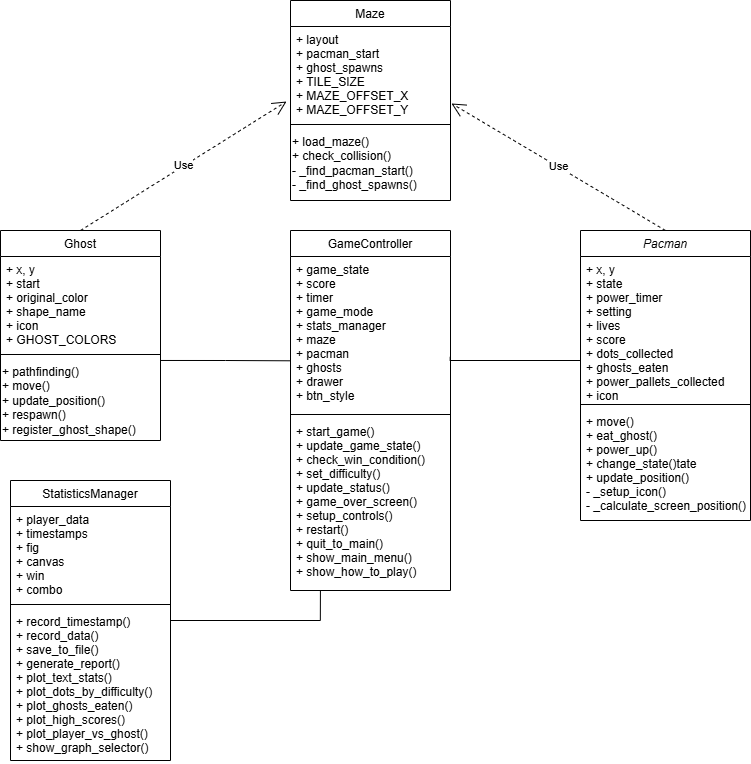 Maze
+ layout
+ pacman_start
+ ghost_spawns
+ TILE_SIZE
+ MAZE_OFFSET_X
+ MAZE_OFFSET_Y
+ load_maze()
+ check_collision()
- _find_pacman_start()
- _find_ghost_spawns()
Use
Use
Ghost
+ x, y
+ start
+ original_color
+ shape_name
+ icon
+ GHOST_COLORS
+ pathfinding()
+ move()
+ update_position()
+ respawn()
+ register_ghost_shape()
GameController
+ game_state
+ score
+ timer
+ game_mode
+ stats_manager
+ maze
+ pacman
+ ghosts
+ drawer
+ btn_style
+ start_game()
+ update_game_state()
+ check_win_condition()
+ set_difficulty()
+ update_status()
+ game_over_screen()
+ setup_controls()
+ restart()
+ quit_to_main()
+ show_main_menu()
+ show_how_to_play()
Pacman
+ x, y
+ state
+ power_timer
+ setting
+ lives
+ score
+ dots_collected
+ ghosts_eaten
+ power_pallets_collected
+ icon
+ move()
+ eat_ghost()
+ power_up()
+ change_state()tate
+ update_position()
- _setup_icon()
- _calculate_screen_position()
StatisticsManager
+ player_data
+ timestamps
+ fig
+ canvas
+ win
+ combo
+ record_timestamp()
+ record_data()
+ save_to_file()
+ generate_report()
+ plot_text_stats()
+ plot_dots_by_difficulty()
+ plot_ghosts_eaten()
+ plot_high_scores()
+ plot_player_vs_ghost()
+ show_graph_selector()